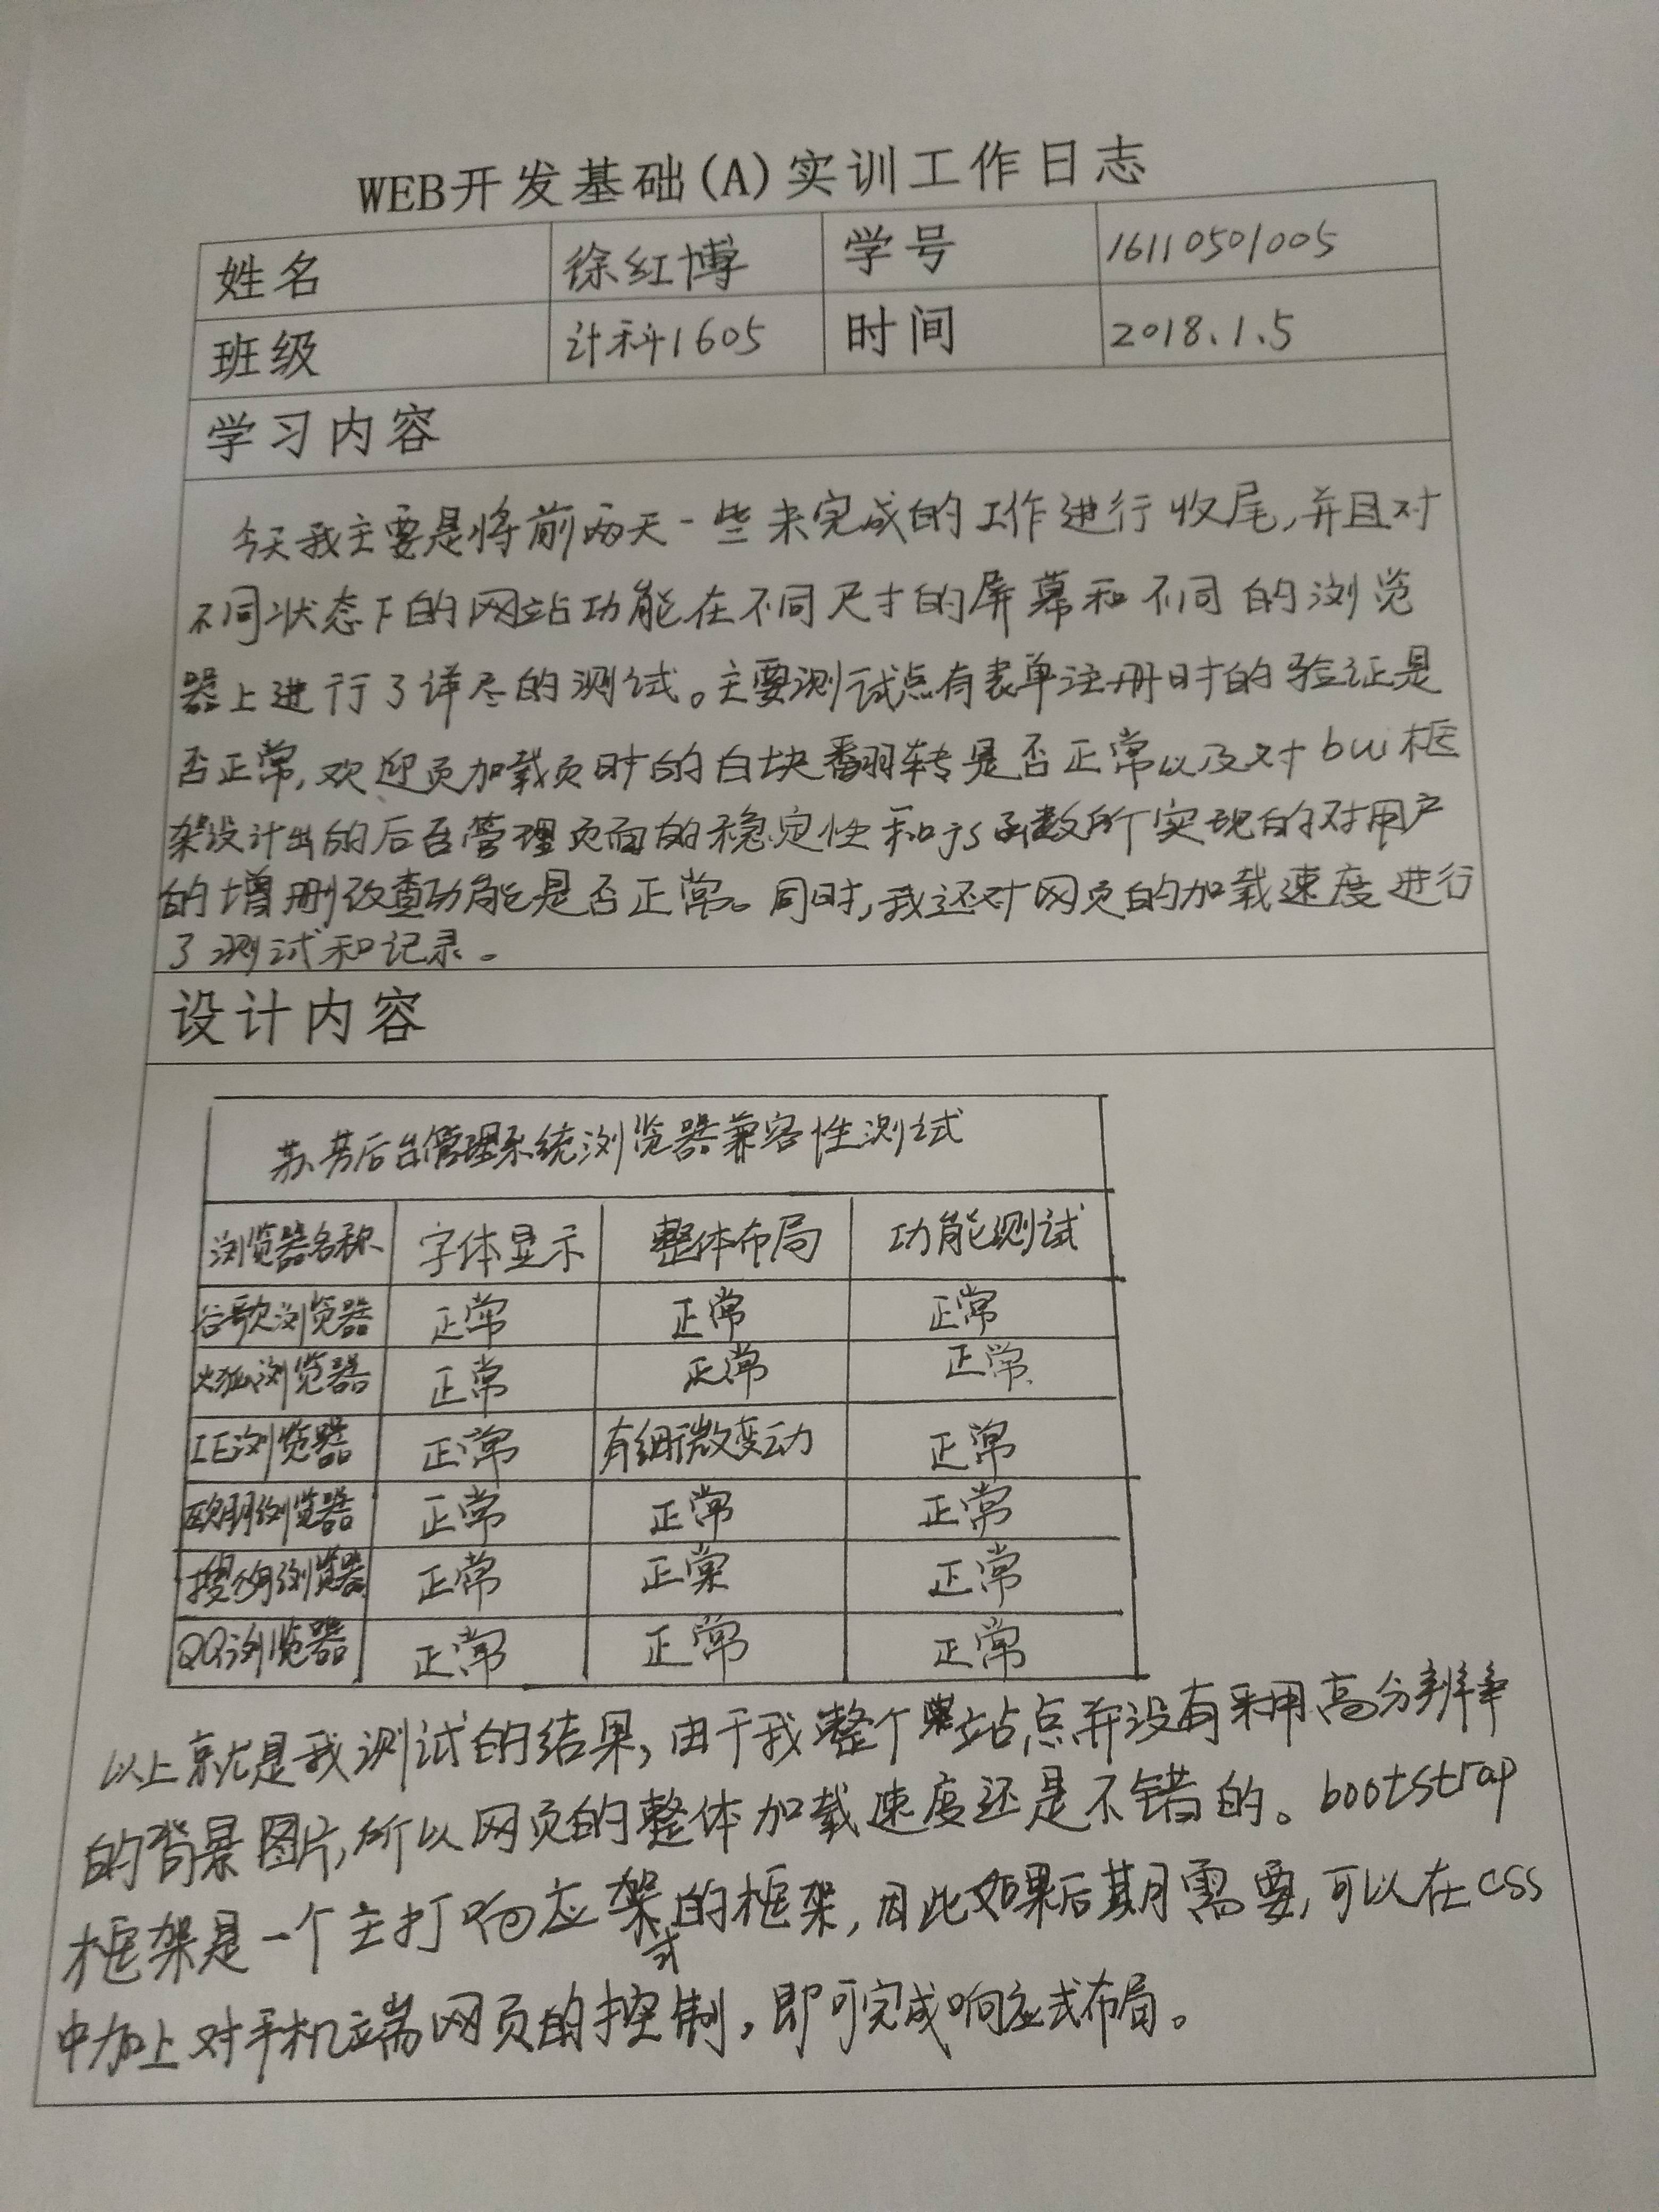 WEB开发基础(A)实训工作日志
姓名 徐红博 学号 16110501005
班级 计科1605 时间 2018.1.5
学习内容
今天我主要是将前两天一些未完成的工作进行收尾,并且对
不同状态下的网站功能在不同尺寸的屏幕和不同的浏览
器上进行了详尽的测试。主要测试点有表单注册时的验证是
否正常,欢迎页加载页时的白块翻转是否正常以及对bui框
架设计出的后台管理页面的稳定性和js函数所实现的对用户
的增删改查功能是否正常。同时,我还对网页的加载速度进行
了测试和记录。
设计内容
后台管理系统浏览器兼容性测试
浏览器名称 字体显示 整体布局 功能测试
谷歌浏览器 正常 正常 正常
火狐浏览器 正常 正常 正常
IE浏览器 正常 有细微变动 正常
欧朋浏览器 正常 正常 正常
搜狗浏览器 正常 正常 正常
QQ浏览器 正常 正常 正常
以上就是我测试的结果,由于我整个站点并没有采用高分辨率
的背景图片,所以网页的整体加载速度还是不错的。bootstrap
框架是一个主打响应式的框架,因此如果后期需要,可以在css
中加上对手机端网页的控制,即可完成响应式布局。